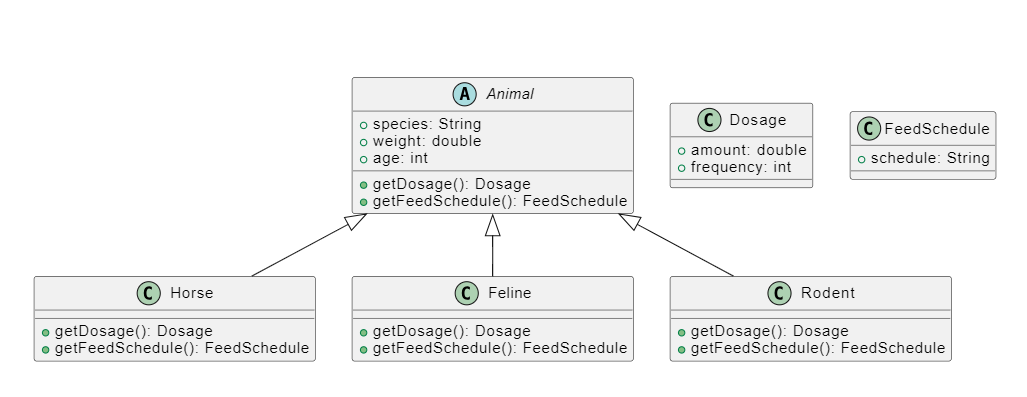 A Animal
species: String
weight: double
age: int
getDosage(): Dosage
getFeedSchedule(): FeedSchedule
C Dosage
amount: double
frequency: int
C FeedSchedule
schedule: String
C Horse
getDosage(): Dosage
getFeedSchedule(): FeedSchedule
C Feline
getDosage(): Dosage
getFeedSchedule(): FeedSchedule
C Rodent
getDosage(): Dosage
getFeedSchedule(): FeedSchedule